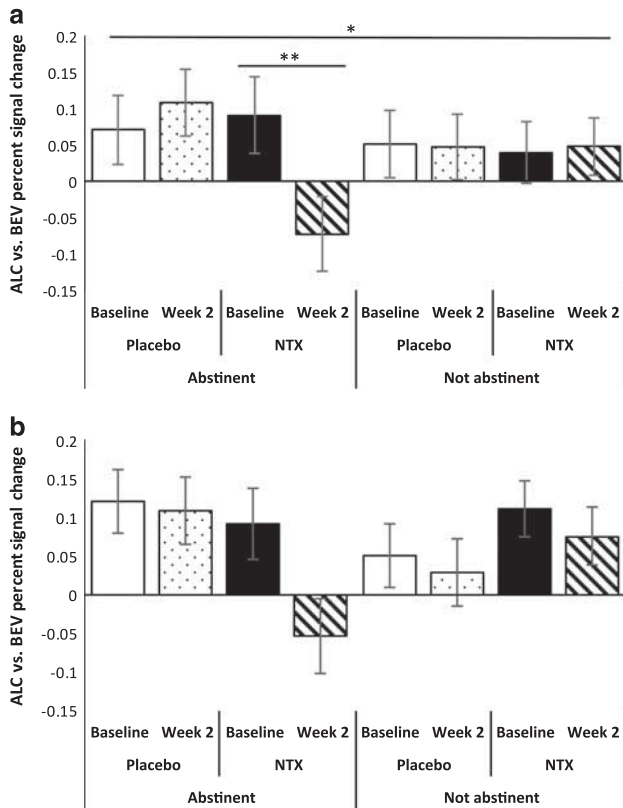 a
ALC vs. BEV percent signal change
0.2
0.15
0.1
0.05
0
-0.05
-0.1
-0.15
*
**
Baseline Week 2 Baseline Week 2 Baseline Week 2 Baseline Week 2
Placebo NTX Placebo NTX
Abstinent Not abstinent
b
ALC vs. BEV percent signal change
0.2
0.15
0.1
0.05
0
-0.05
-0.1
-0.15
Baseline Week 2 Baseline Week 2 Baseline Week 2 Baseline Week 2
Placebo NTX Placebo NTX
Abstinent Not abstinent